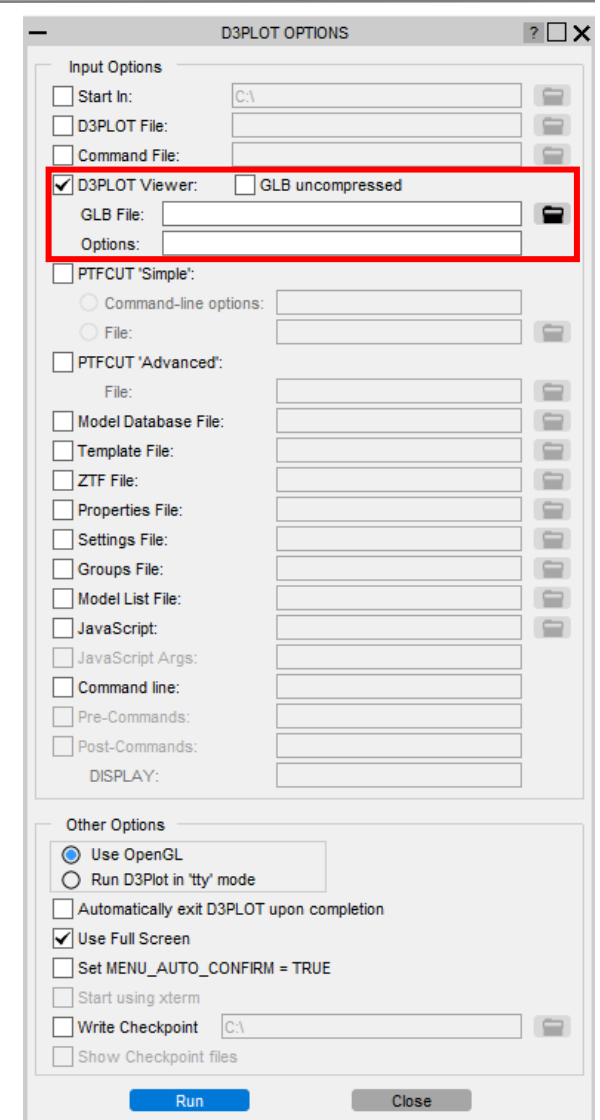 D3PLOT OPTIONS ?
Input Options
Start In: C:\
D3PLOT File:
Command File:
D3PLOT Viewer: GLB uncompressed
GLB File:
Options:
PTFCUT 'Simple':
Command-line options:
File:
PTFCUT 'Advanced':
File:
Model Database File:
Template File:
ZTF File:
Properties File:
Settings File:
Groups File:
Model List File:
JavaScript:
JavaScript Args:
Command line:
Pre-Commands:
Post-Commands:
DISPLAY:
Other Options
Use OpenGL
Run D3Plot in 'tty' mode
Automatically exit D3PLOT upon completion
Use Full Screen
Set MENU_AUTO_CONFIRM = TRUE
Start using xterm
Write Checkpoint C:\
Show Checkpoint files
Run Close